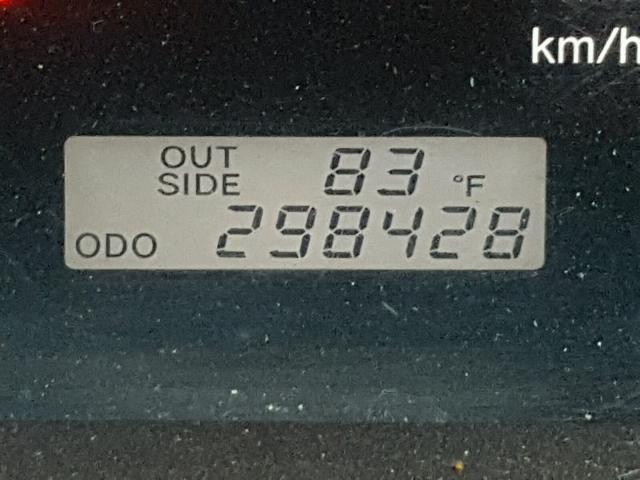 km/h
OUT 83 °F
SIDE
ODO 298428